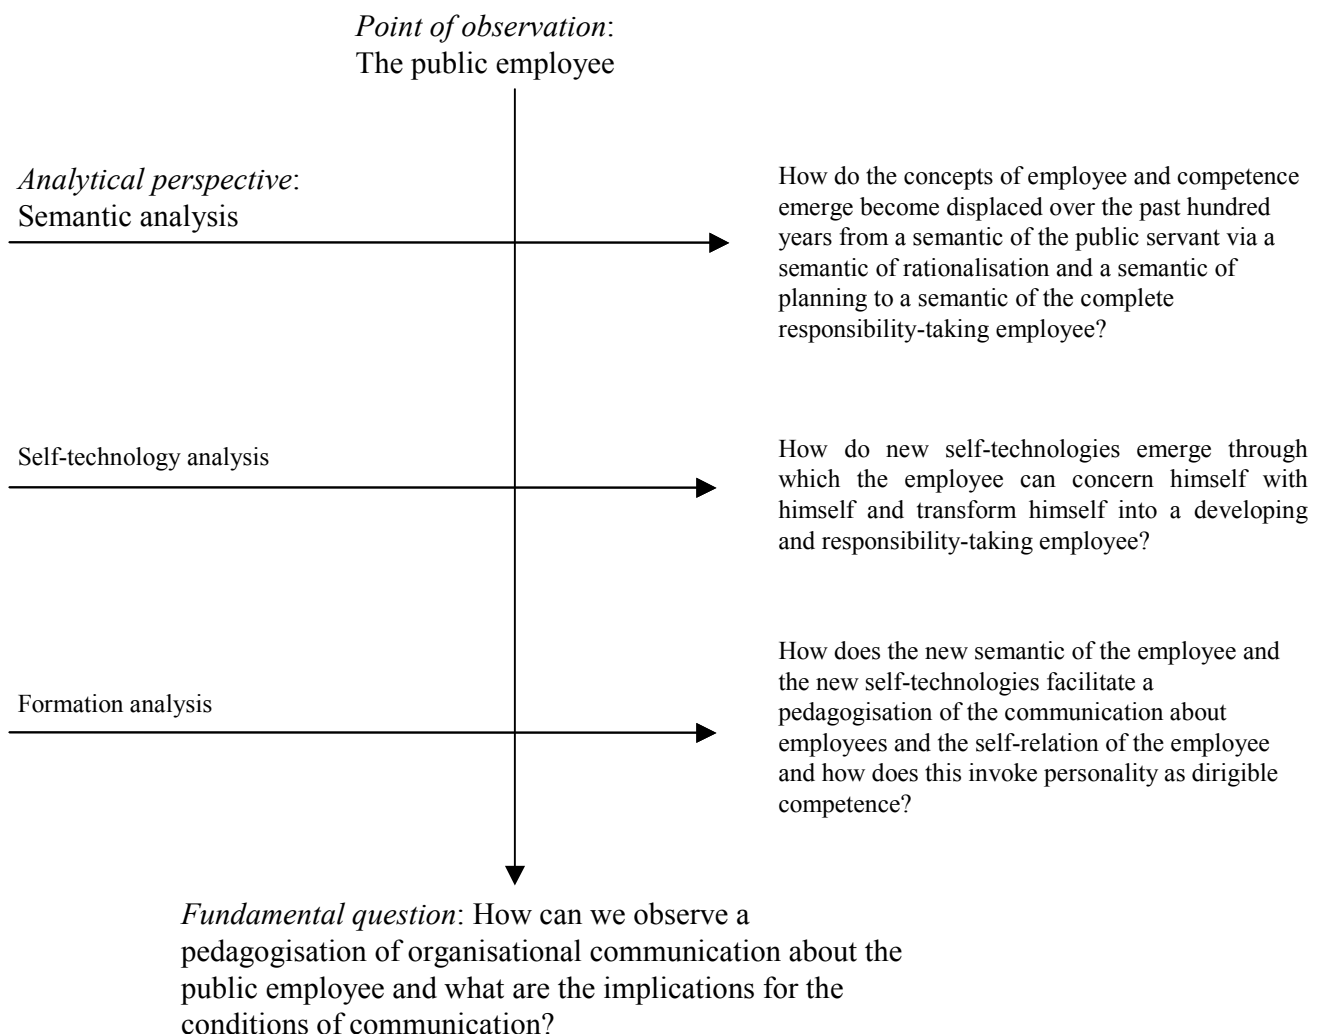 Point of observation:
The public employee
Analytical perspective:
Semantic analysis
How do the concepts of employee and competence
emerge become displaced over the past hundred
years from a semantic of the public servant via a
semantic of rationalisation and a semantic of
planning to a semantic of the complete
responsibility-taking employee?
Self-technology analysis
How do new self-technologies emerge through
which the employee can concern himself with
himself and transform himself into a developing
and responsibility-taking employee?
Formation analysis
How does the new semantic of the employee and
the new self-technologies facilitate a
pedagogisation of the communication about
employees and the self-relation of the employee
and how does this invoke personality as dirigible
competence?
Fundamental question: How can we observe a
pedagogisation of organisational communication about the
public employee and what are the implications for the
conditions of communication?